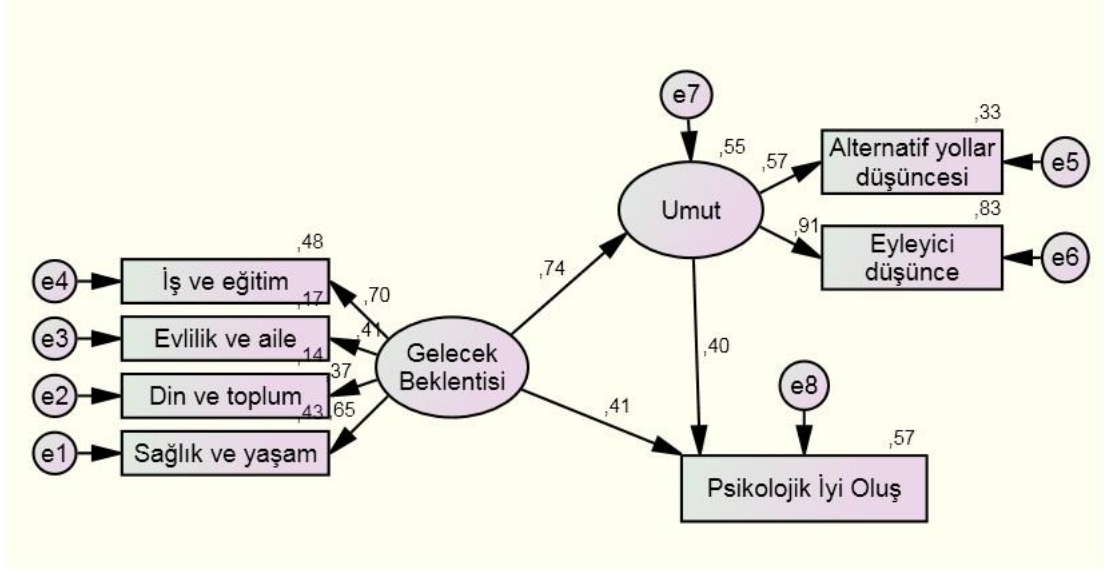 e7
,55
,57
,33
Alternatif yollar
düşüncesi
e5
Umut
,91
,83
Eyleyici
düşünce
e6
,74
,48
e4
İş ve eğitim
,70
,17
e3
Evlilik ve aile
,41
,14
Gelecek
Beklentisi
e2
Din ve toplum
,37
,43
,65
e1
Sağlık ve yaşam
,40
,41
e8
,57
Psikolojik İyi Oluş